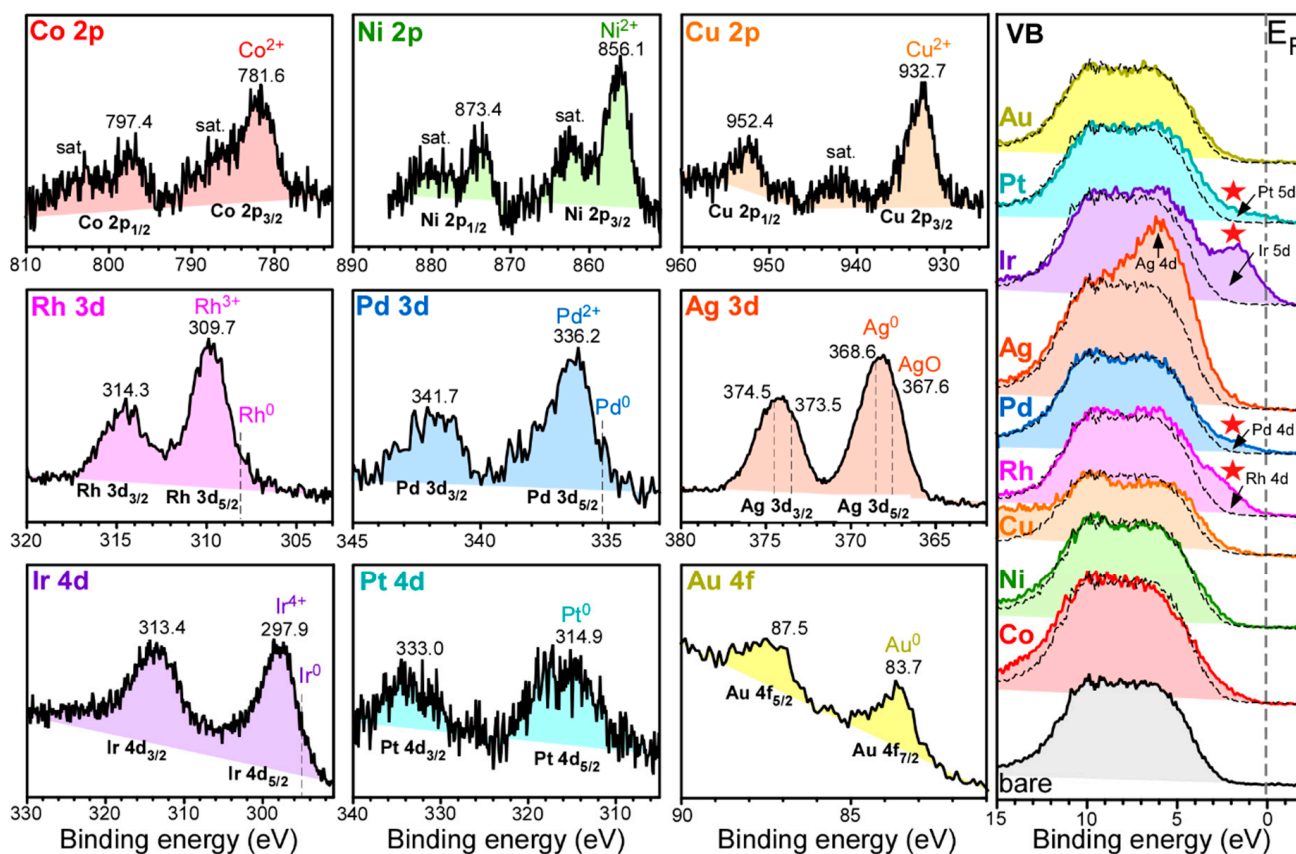 Co 2p
Co2+
781.6
797.4
sat.
sat.
Co 2p1/2
Co 2p3/2
810 800 790 780
Ni 2p
Ni2+
856.1
873.4
sat.
sat.
Ni 2p1/2
Ni 2p3/2
890 880 870 860
Cu 2p
Cu2+
932.7
952.4
sat.
Cu 2p1/2
Cu 2p3/2
960 950 940 930
Rh 3d
Rh3+
309.7
314.3
Rh0
Rh 3d3/2
Rh 3d5/2
320 315 310 305
Pd 3d
Pd2+
336.2
341.7
Pd0
Pd 3d3/2
Pd 3d5/2
345 340 335
Ag 3d
Ag0
368.6
AgO
367.6
374.5
373.5
Ag 3d3/2
Ag 3d5/2
380 375 370 365
Ir 4d
Ir4+
297.9
313.4
Ir0
Ir 4d3/2
Ir 4d5/2
330 320 310 300
Binding energy (eV)
Pt 4d
Pt0
314.9
333.0
Pt 4d3/2
Pt 4d5/2
340 330 320 310
Binding energy (eV)
Au 4f
87.5
Au0
83.7
Au 4f5/2
Au 4f7/2
90 85
Binding energy (eV)
VB
EF
Au
Pt
Pt 5d
Ir
Ag 4d
Ir 5d
Ag
Pd
Pd 4d
Rh
Rh 4d
Cu
Ni
Co
bare
15 10 5 0
Binding energy (eV)